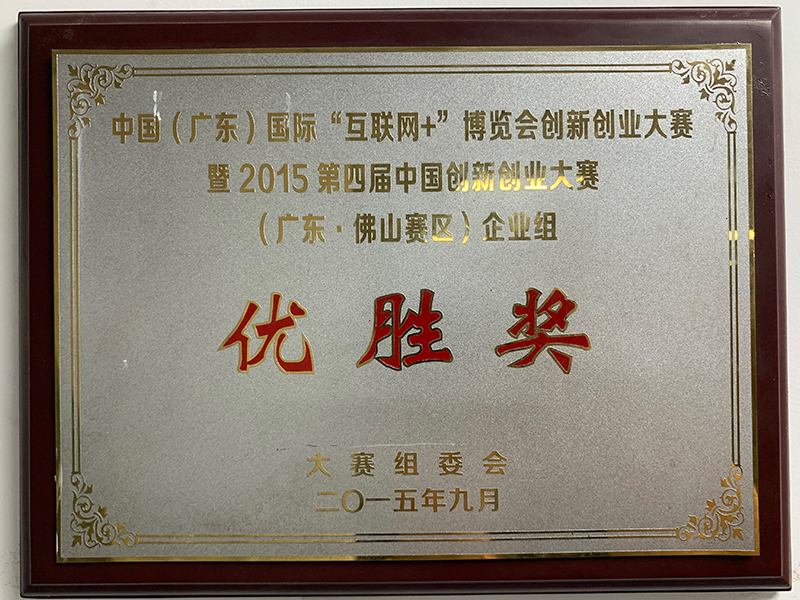 中国（广东）国际“互联网+”博览会创新创业大赛
暨2015第四届中国创新创业大赛
（广东·佛山赛区）企业组
优胜奖
大赛组委会
二〇一五年九月